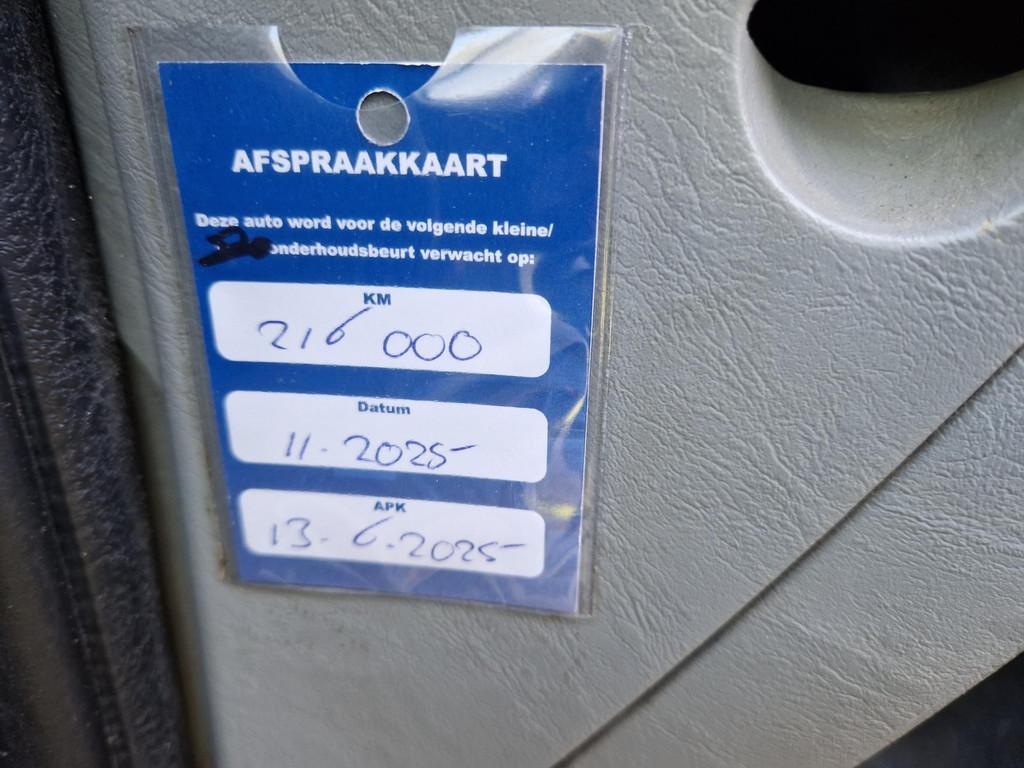 AFSPRAAKKAART
Deze auto word voor de volgende kleine/
onderhoudsbeurt verwacht op:
KM
216 000
Datum
11-2025
APK
13-6-2025